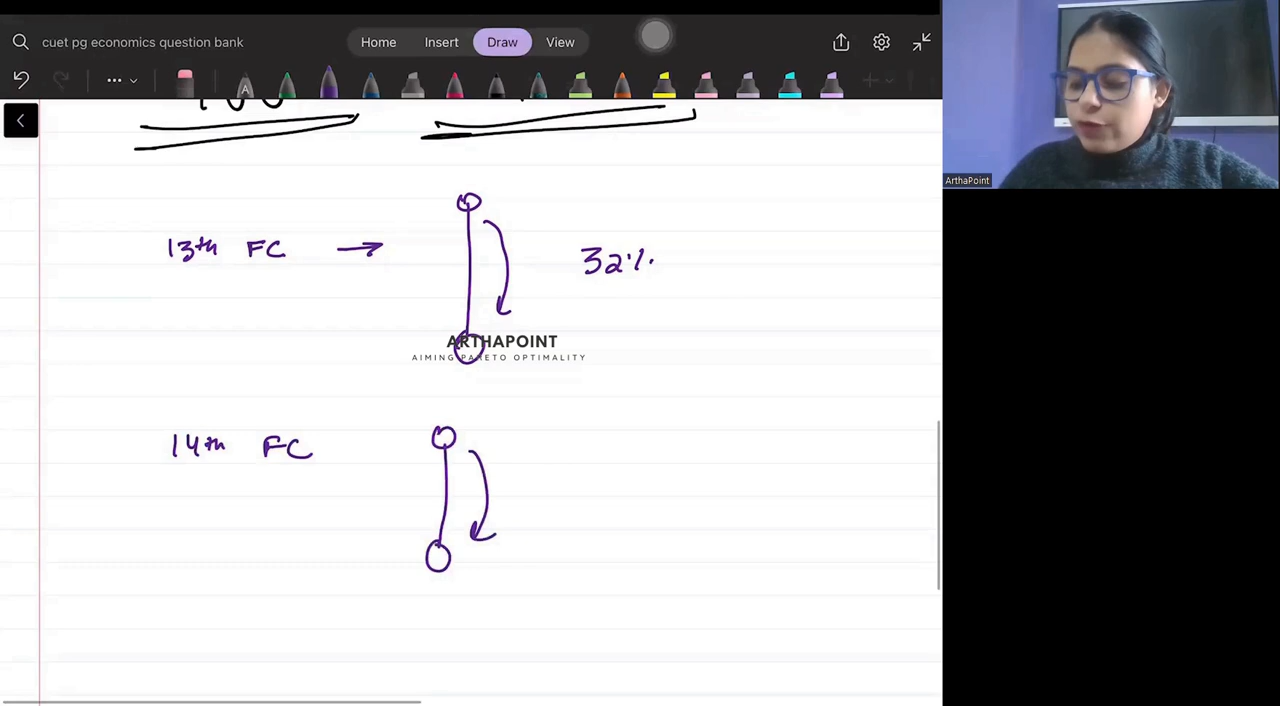 cuet pg economics question bank
Home Insert Draw View
A
13th FC → 32%
ARTHAPOINT
AIMING PARETO OPTIMALITY
14th FC
ArthaPoint